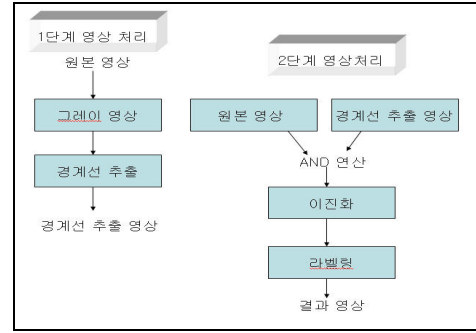 1단계 영상 처리
원본 영상
그레이 영상
경계선 추출
경계선 추출 영상
2단계 영상처리
원본 영상
경계선 추출 영상
AND 연산
이진화
라벨링
결과 영상